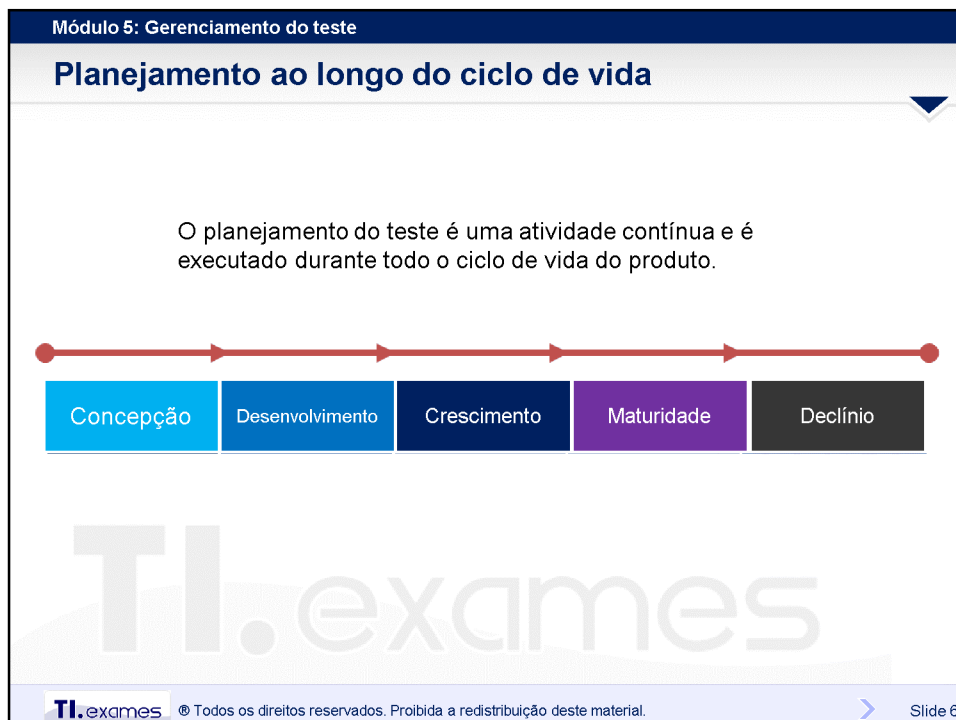 Módulo 5: Gerenciamento do teste
Planejamento ao longo do ciclo de vida
O planejamento do teste é uma atividade contínua e é
executado durante todo o ciclo de vida do produto.
Concepção
Desenvolvimento
Crescimento
Maturidade
Declínio
TI.exames
TI.exames ® Todos os direitos reservados. Proibida a redistribuição deste material. Slide 6